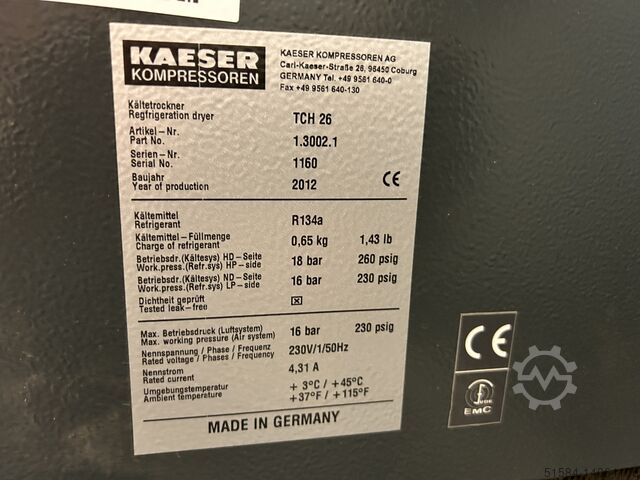 KAESER
KOMPRESSOREN
KAESER KOMPRESSOREN AG
Carl-Kaeser-Straße 26, 96450 Coburg
GERMANY Tel. +49 9561 640-0
Fax +49 9561 640-130
Kältetrockner
Regfrigeration dryer TCH 26
Artikel-Nr.
Part No. 1.3002.1
Serien-Nr.
Serial No. 1160
Baujahr
Year of production 2012 CE
Kältemittel
Refrigerant R134a
Kältemittel-Füllmenge
Charge of refrigerant 0,65 kg 1,43 lb
Betriebsdr.(Kältesys) HD-Seite
Work.press.(Refr.sys) HP-side 18 bar 260 psig
Betriebsdr.(Kältesys) ND-Seite
Work.press.(Refr.sys) LP-side 16 bar 230 psig
Dichtheit geprüft
Tested leak-free ☒
Max. Betriebsdruck (Luftsystem)
Max. working pressure (Air system) 16 bar 230 psig
Nennspannung / Phase / Frequenz
Rated voltage / Phases / Frequency 230V/1/50Hz
Nennstrom
Rated current 4,31 A
Umgebungstemperatur
Ambient temperature + 3°C / +45°C
+37°F / +115°F
MADE IN GERMANY
CE
EMC